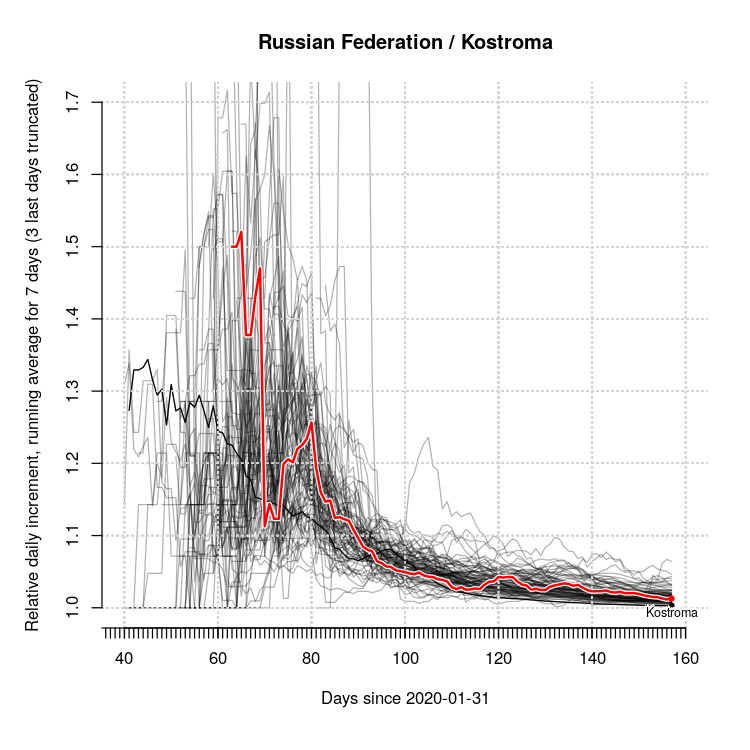 Russian Federation / Kostroma
Relative daily increment, running average for 7 days (3 last days truncated)
1.7
1.6
1.5
1.4
1.3
1.2
1.1
1.0
Kostroma
40 60 80 100 120 140 160
Days since 2020-01-31